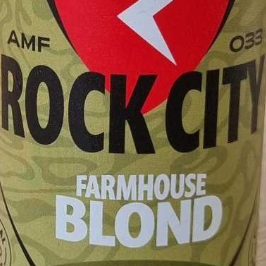 AMF 033
ROCK CITY
FARMHOUSE
BLOND